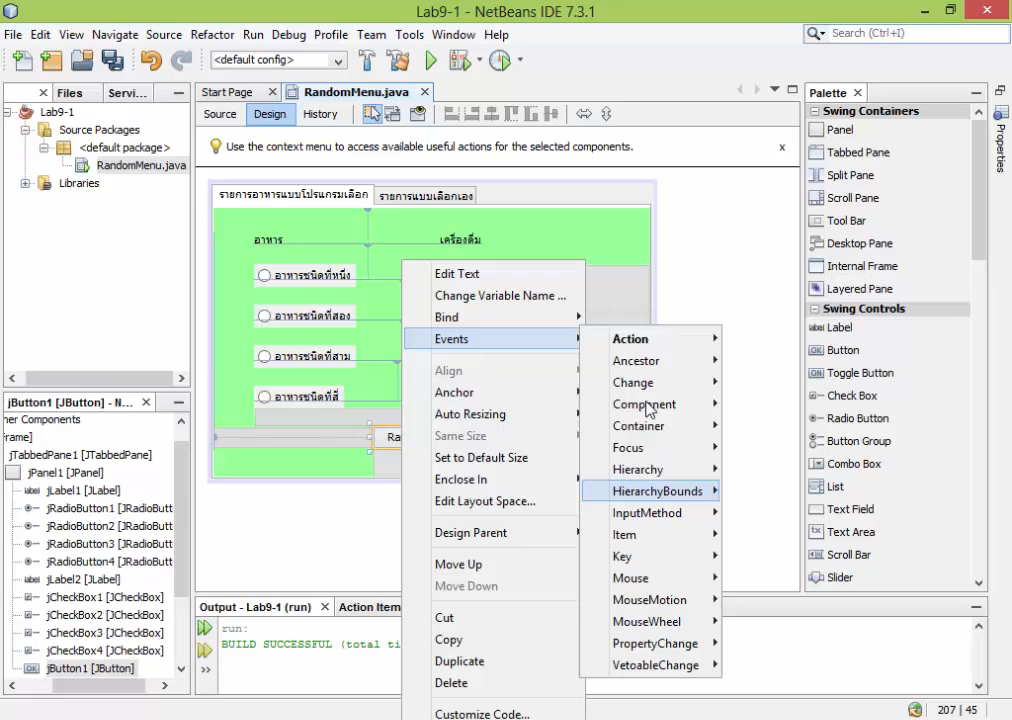 Lab9-1 - NetBeans IDE 7.3.1
File Edit View Navigate Source Refactor Run Debug Profile Team Tools Window Help
Search (Ctrl+I)
<default config>
Files Servi...
Start Page RandomMenu.java
Palette
Lab9-1
Source Packages
<default package>
RandomMenu.java
Libraries
Source Design History
Use the context menu to access available useful actions for the selected components.
รายการอาหารแบบโปรแกรมเลือก รายการแบบเลือกเอง
อาหาร เครื่องดื่ม
อาหารชนิดที่หนึ่ง
อาหารชนิดที่สอง
อาหารชนิดที่สาม
อาหารชนิดที่สี่
Ra
Edit Text
Change Variable Name ...
Bind
Events
Align
Anchor
Auto Resizing
Same Size
Set to Default Size
Enclose In
Edit Layout Space...
Design Parent
Move Up
Move Down
Cut
Copy
Duplicate
Delete
Customize Code...
Action
Ancestor
Change
Component
Container
Focus
Hierarchy
HierarchyBounds
InputMethod
Item
Key
Mouse
MouseMotion
MouseWheel
PropertyChange
VetoableChange
Swing Containers
Panel
Tabbed Pane
Split Pane
Scroll Pane
Tool Bar
Desktop Pane
Internal Frame
Layered Pane
Swing Controls
label Label
OK Button
ON Toggle Button
Check Box
Radio Button
Button Group
Combo Box
List
Text Field
Text Area
Scroll Bar
Slider
Properties
jButton1 [JButton] - N...
her Components
rame]
jTabbedPane1 [JTabbedPane]
jPanel1 [JPanel]
label jLabel1 [JLabel]
jRadioButton1 [JRadioButt
jRadioButton2 [JRadioButt
jRadioButton3 [JRadioButt
jRadioButton4 [JRadioButt
label jLabel2 [JLabel]
jCheckBox1 [JCheckBox]
jCheckBox2 [JCheckBox]
jCheckBox3 [JCheckBox]
jCheckBox4 [JCheckBox]
OK jButton1 [JButton]
Output - Lab9-1 (run) Action Item
run:
BUILD SUCCESSFUL (total ti
207 | 45